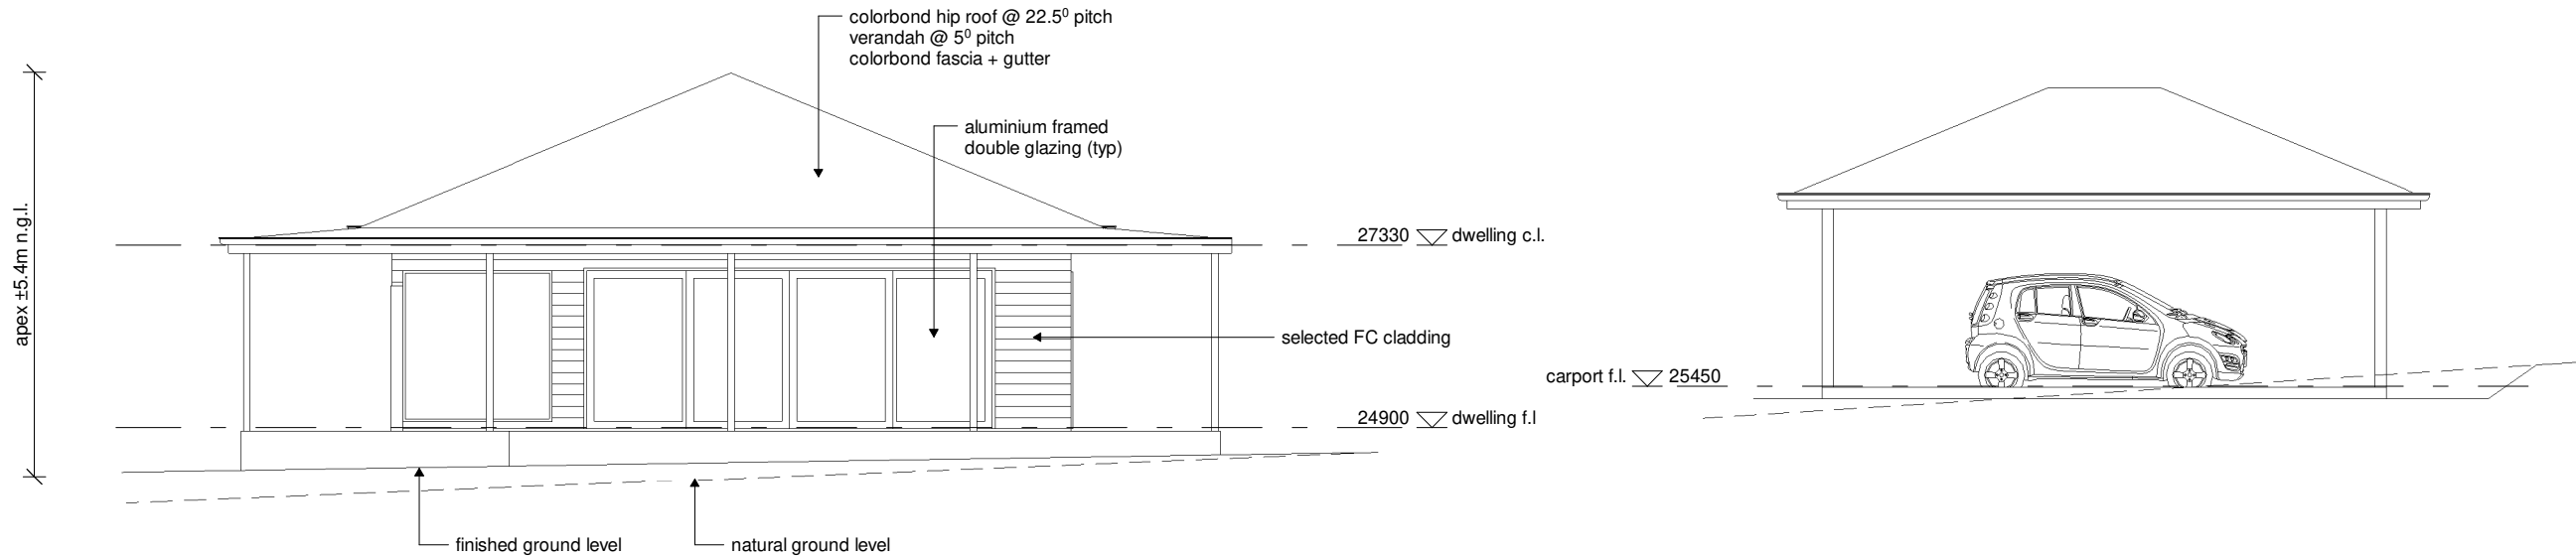 colorbond hip roof @ 22.5⁰ pitch
verandah @ 5⁰ pitch
colorbond fascia + gutter
aluminium framed
double glazing (typ)
apex ±5.4m n.g.l.
27330 dwelling c.l.
selected FC cladding
carport f.l. 25450
24900 dwelling f.l
finished ground level
natural ground level